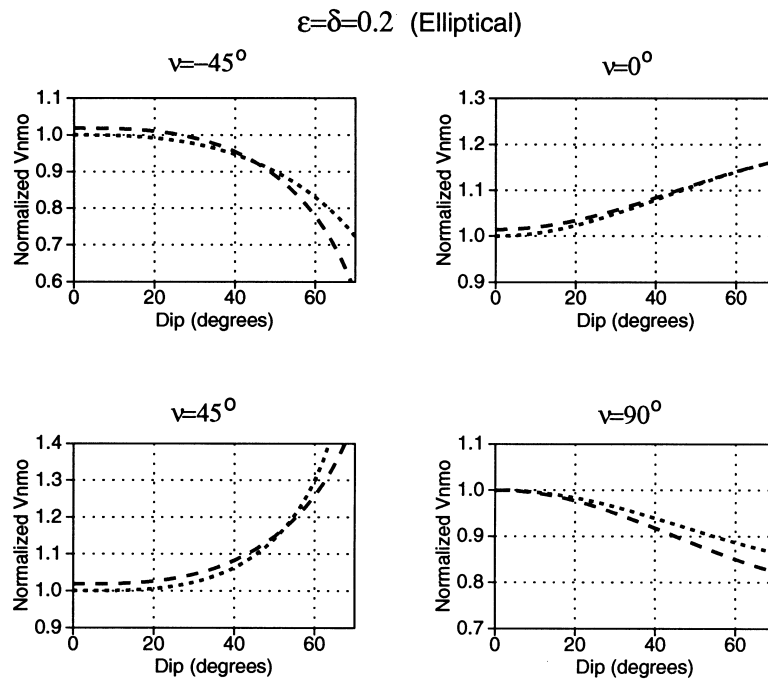 ε=δ=0.2 (Elliptical)
ν=−45°
1.1
1.0
0.9
0.8
0.7
0.6
Normalized Vnmo
0 20 40 60
Dip (degrees)
ν=0°
1.3
1.2
1.1
1.0
0.9
Normalized Vnmo
0 20 40 60
Dip (degrees)
ν=45°
1.4
1.3
1.2
1.1
1.0
0.9
Normalized Vnmo
0 20 40 60
Dip (degrees)
ν=90°
1.1
1.0
0.9
0.8
0.7
Normalized Vnmo
0 20 40 60
Dip (degrees)